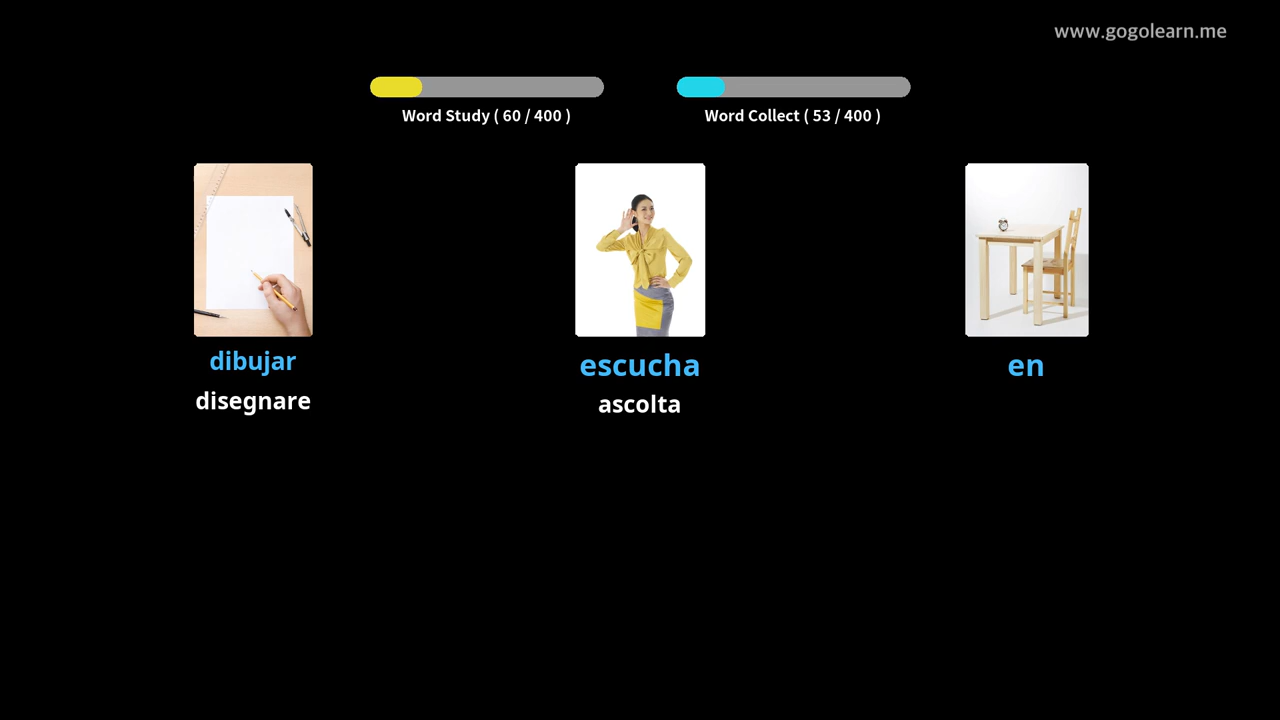 www.gogolearn.me
Word Study ( 60 / 400 )
Word Collect ( 53 / 400 )
dibujar
disegnare
escucha
ascolta
en